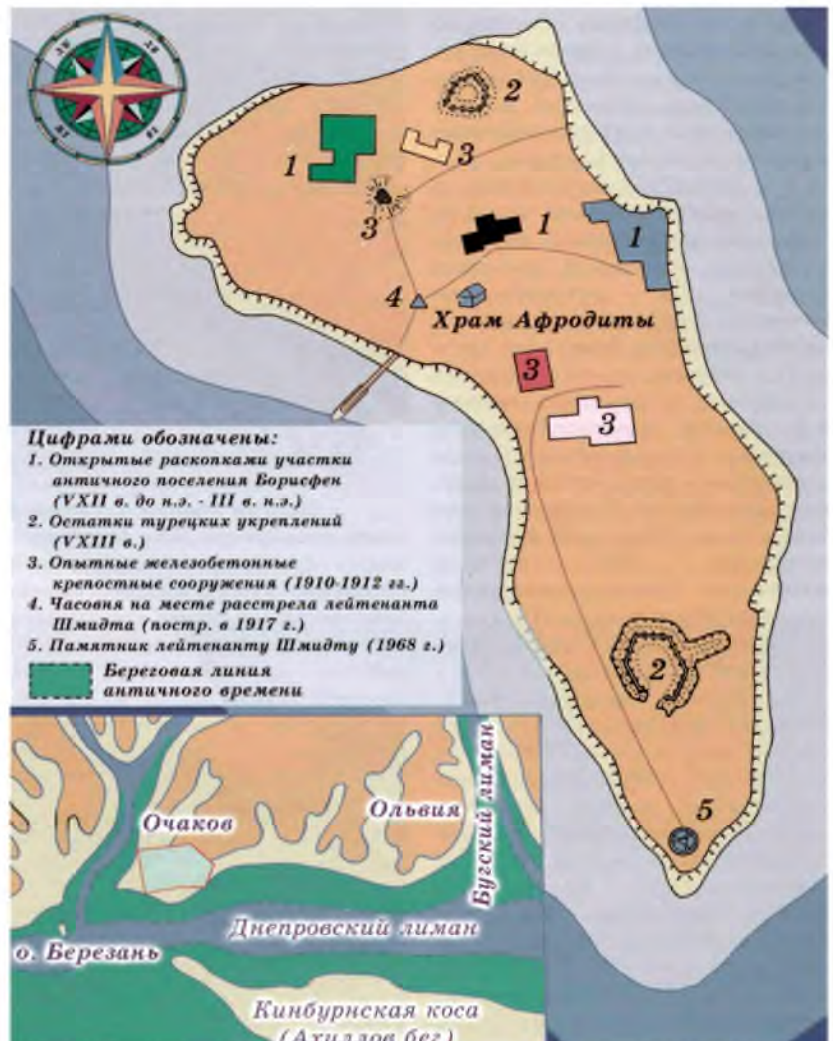 2
1
3
3
1
1
4
Храм Афродиты
3
3
Цифрами обозначены:
1. Открытые раскопками участки
античного поселения Борисфен
(VXII в. до н.э. - III в. н.э.)
2. Остатки турецких укреплений
(VXIII в.)
3. Опытные железобетонные
крепостные сооружения (1910-1912 гг.)
4. Часовня на месте расстрела лейтенанта
Шмидта (постр. в 1917 г.)
5. Памятник лейтенанту Шмидту (1968 г.)
Береговая линия
античного времени
2
5
Очаков
Ольвия
Бугский лиман
Днепровский лиман
о. Березань
Кинбурнская коса
(Ахиллов бег)